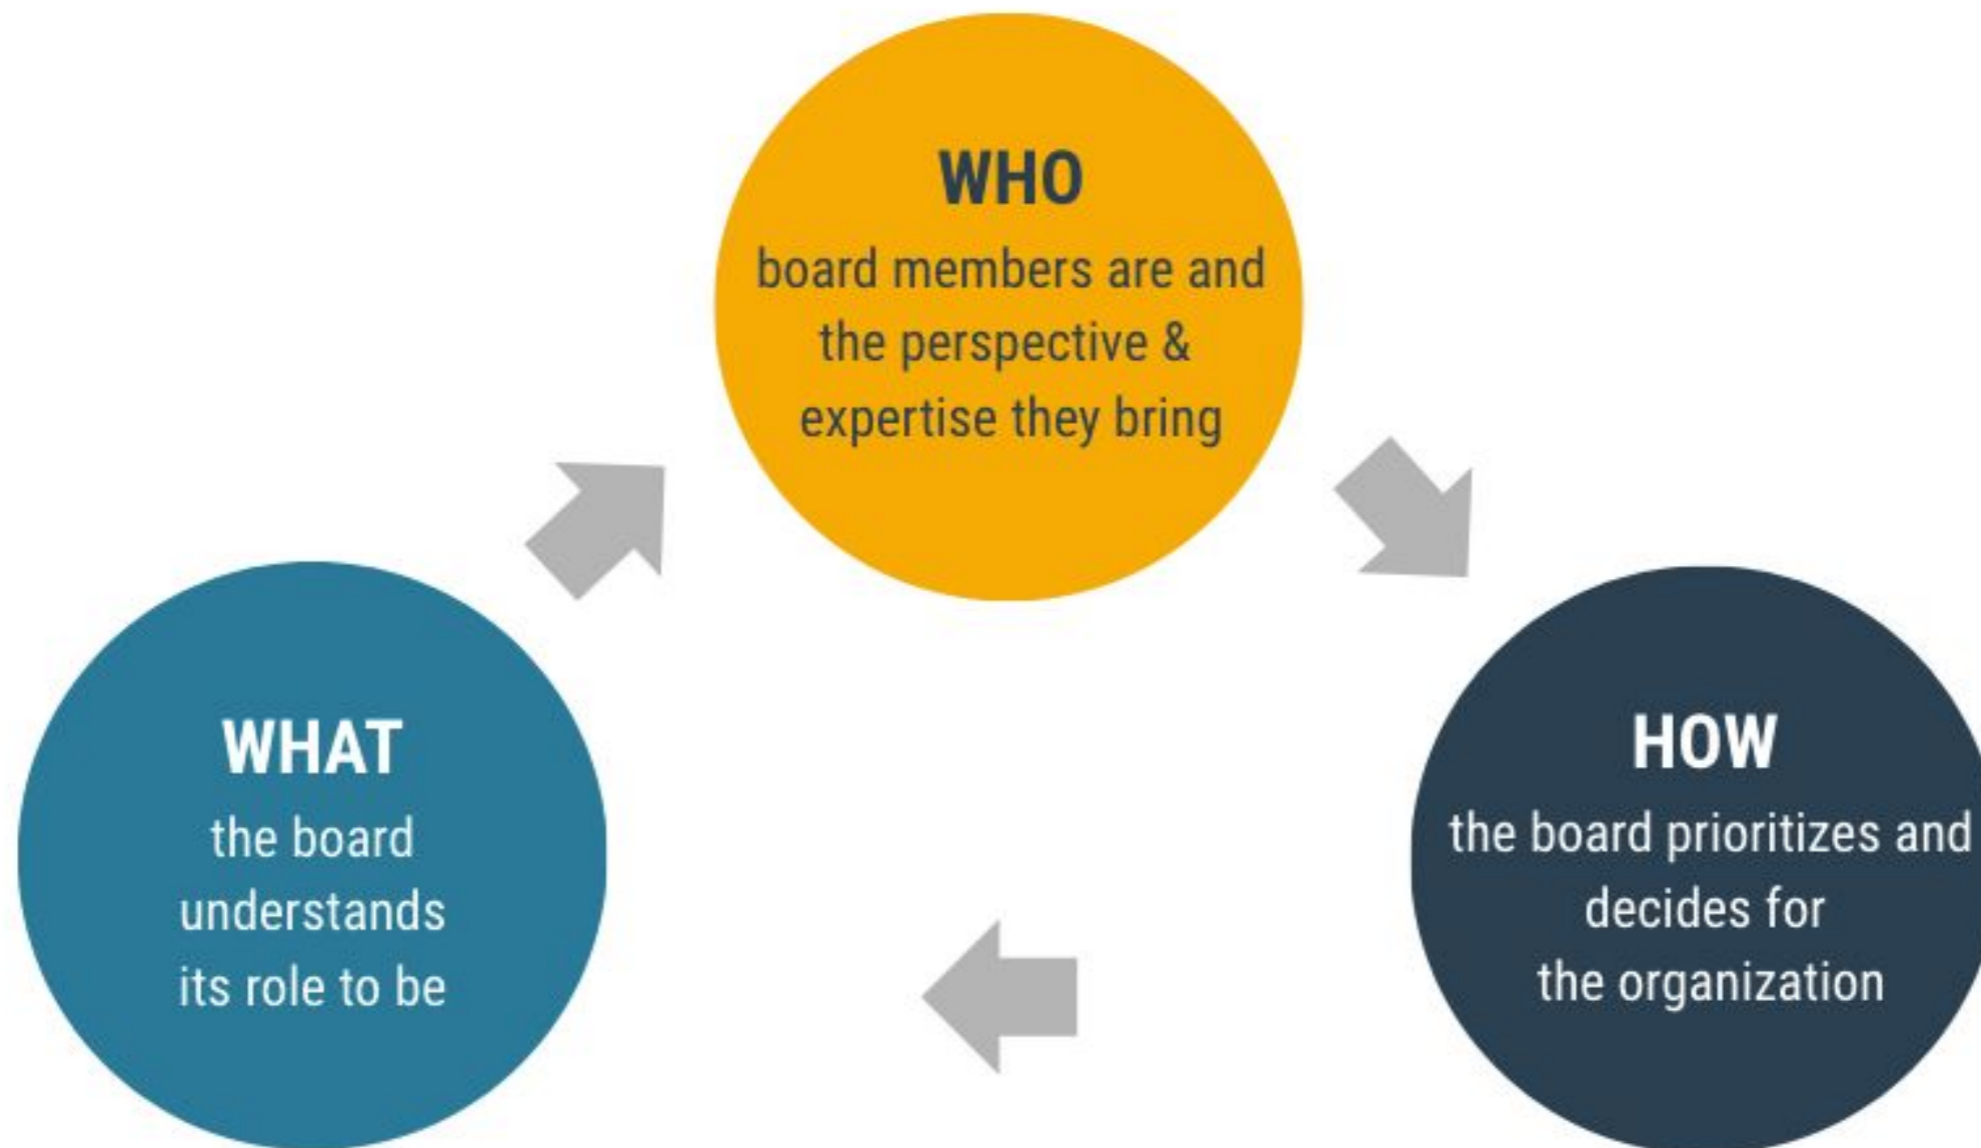 WHO
board members are and
the perspective &
expertise they bring
WHAT
the board
understands
its role to be
HOW
the board prioritizes and
decides for
the organization